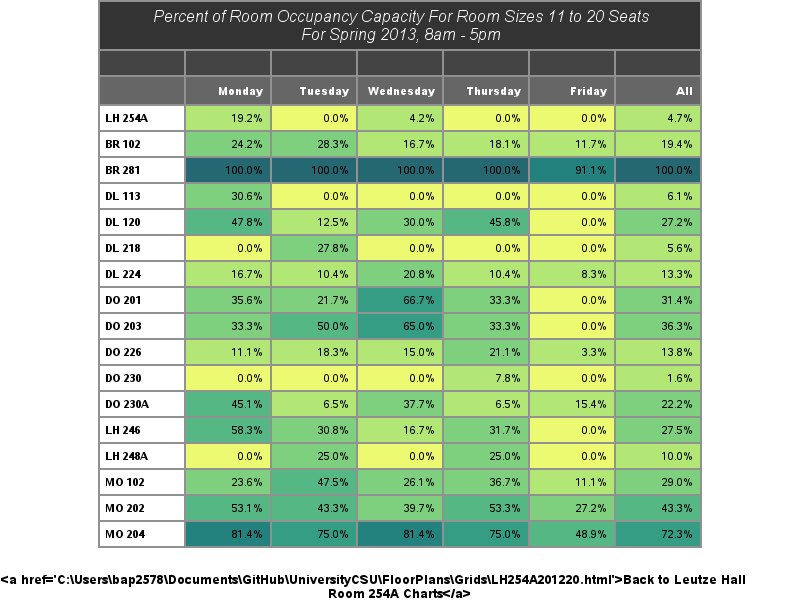 Percent of Room Occupancy Capacity For Room Sizes 11 to 20 Seats
For Spring 2013, 8am - 5pm
Monday Tuesday Wednesday Thursday Friday All
LH 254A 19.2% 0.0% 4.2% 0.0% 0.0% 4.7%
BR 102 24.2% 28.3% 16.7% 18.1% 11.7% 19.4%
BR 281 100.0% 100.0% 100.0% 100.0% 91.1% 100.0%
DL 113 30.6% 0.0% 0.0% 0.0% 0.0% 6.1%
DL 120 47.8% 12.5% 30.0% 45.8% 0.0% 27.2%
DL 218 0.0% 27.8% 0.0% 0.0% 0.0% 5.6%
DL 224 16.7% 10.4% 20.8% 10.4% 8.3% 13.3%
DO 201 35.6% 21.7% 66.7% 33.3% 0.0% 31.4%
DO 203 33.3% 50.0% 65.0% 33.3% 0.0% 36.3%
DO 226 11.1% 18.3% 15.0% 21.1% 3.3% 13.8%
DO 230 0.0% 0.0% 0.0% 7.8% 0.0% 1.6%
DO 230A 45.1% 6.5% 37.7% 6.5% 15.4% 22.2%
LH 246 58.3% 30.8% 16.7% 31.7% 0.0% 27.5%
LH 248A 0.0% 25.0% 0.0% 25.0% 0.0% 10.0%
MO 102 23.6% 47.5% 26.1% 36.7% 11.1% 29.0%
MO 202 53.1% 43.3% 39.7% 53.3% 27.2% 43.3%
MO 204 81.4% 75.0% 81.4% 75.0% 48.9% 72.3%
<a href='C:\Users\bap2578\Documents\GitHub\UniversityCSU\FloorPlans\Grids\LH254A201220.html'>Back to Leutze Hall
Room 254A Charts</a>